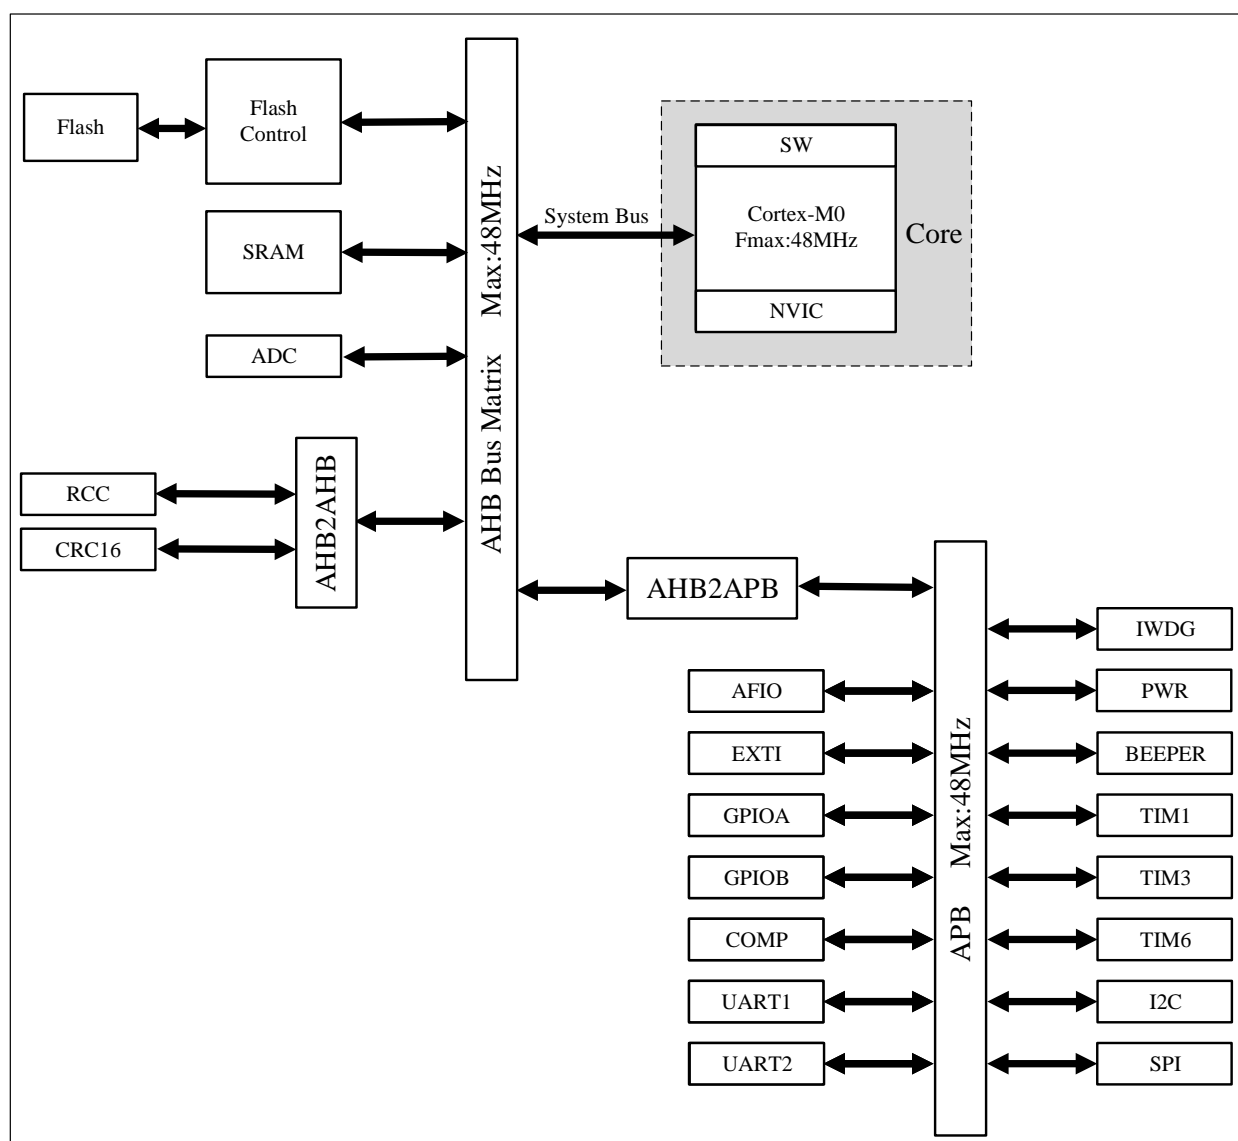 Flash
Flash
Control
SRAM
ADC
RCC
CRC16
AHB2AHB
AHB Bus Matrix Max:48MHz
System Bus
SW
Cortex-M0
Fmax:48MHz
NVIC
Core
AHB2APB
APB Max:48MHz
AFIO
EXTI
GPIOA
GPIOB
COMP
UART1
UART2
IWDG
PWR
BEEPER
TIM1
TIM3
TIM6
I2C
SPI